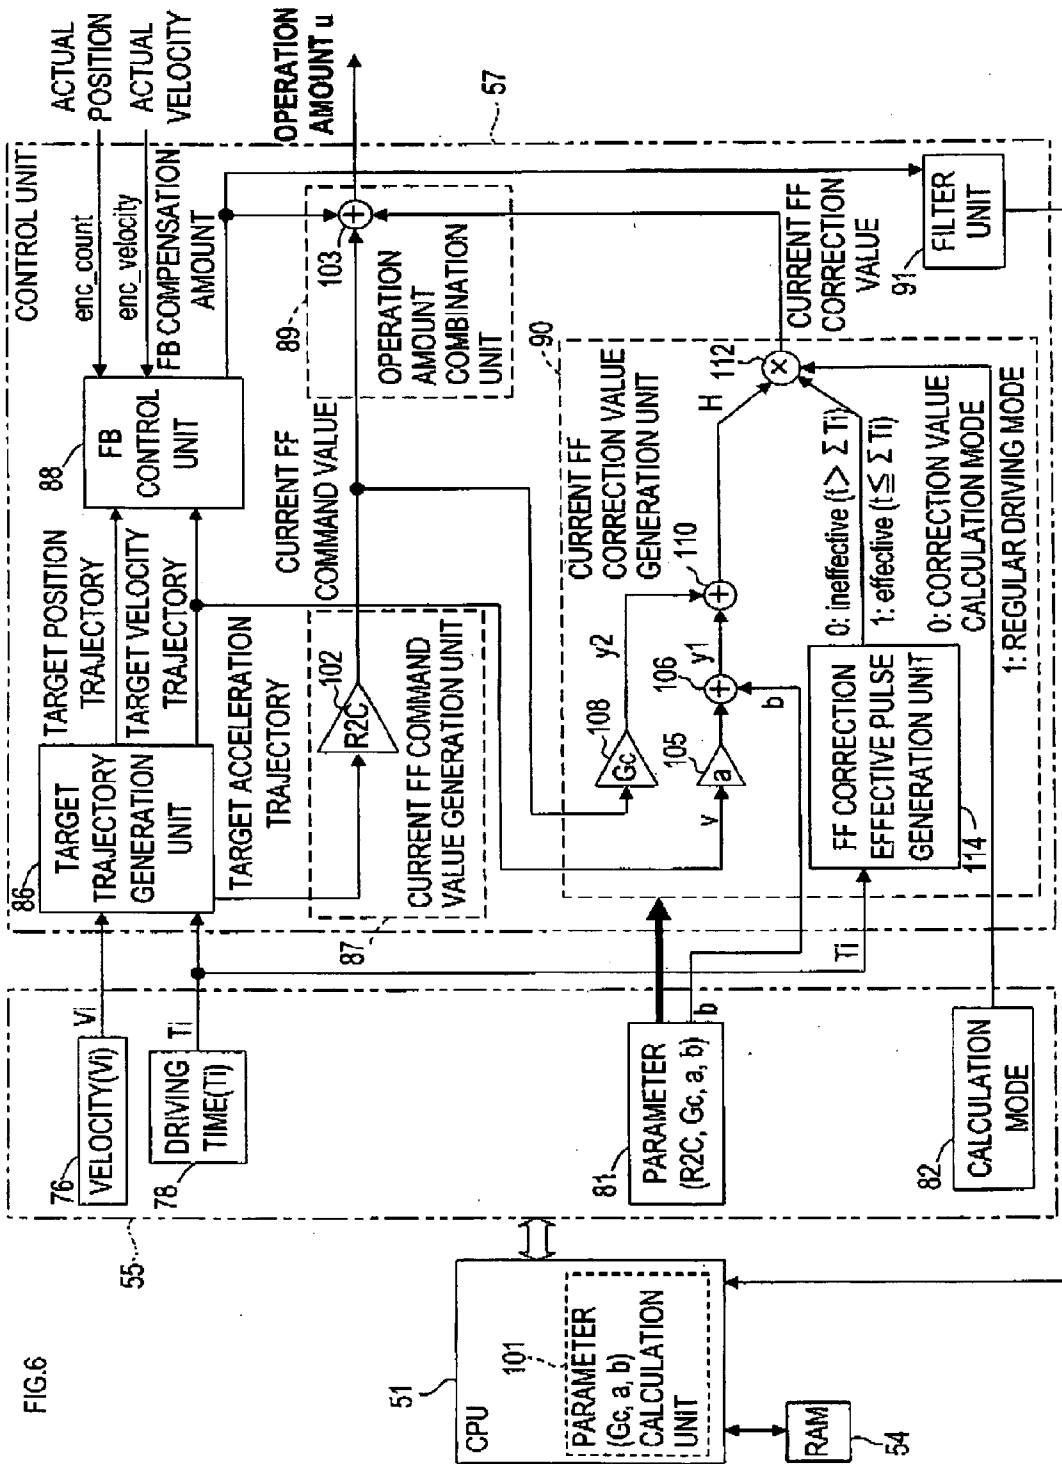 FIG.6
CPU
51
101
PARAMETER
(Gc, a, b)
CALCULATION
UNIT
RAM
54
55
76
VELOCITY(Vi)
Vi
78
DRIVING
TIME(Ti)
Ti
81
PARAMETER
(R2C, Gc, a, b)
b
82
CALCULATION
MODE
CONTROL UNIT
57
86
TARGET
TRAJECTORY
GENERATION
UNIT
TARGET POSITION
TRAJECTORY
TARGET VELOCITY
TRAJECTORY
TARGET ACCELERATION
TRAJECTORY
88
FB
CONTROL
UNIT
enc_count
enc_velocity
ACTUAL
POSITION
ACTUAL
VELOCITY
FB COMPENSATION
AMOUNT
87
102
R2C
CURRENT FF COMMAND
VALUE GENERATION UNIT
CURRENT FF
COMMAND VALUE
89
103
+
OPERATION
AMOUNT
COMBINATION
UNIT
OPERATION
AMOUNT u
90
CURRENT FF
CORRECTION VALUE
GENERATION UNIT
108
Gc
y2
110
+
H
105
a
v
106
+
y1
b
112
×
CURRENT FF
CORRECTION
VALUE
Ti
FF CORRECTION
EFFECTIVE PULSE
GENERATION UNIT
114
0: ineffective (t> Σ Ti)
1: effective (t≦ Σ Ti)
0: CORRECTION VALUE
CALCULATION MODE
1: REGULAR DRIVING MODE
91
FILTER
UNIT